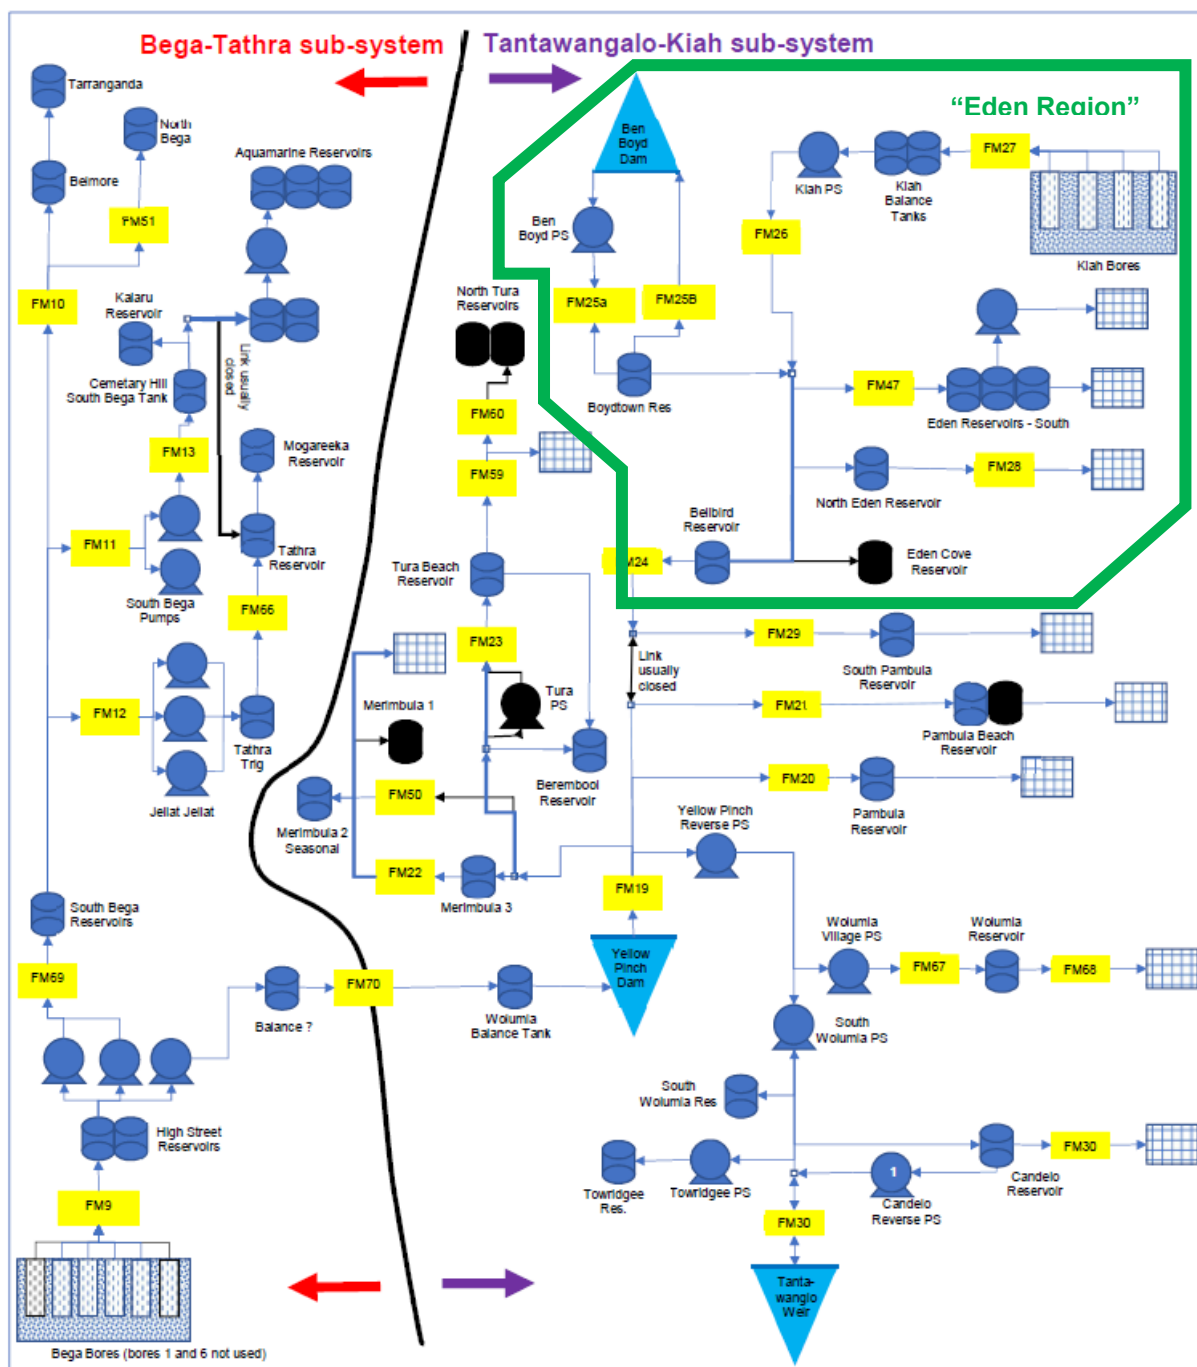 Bega-Tathra sub-system
Tantawangalo-Kiah sub-system
"Eden Region"
Tarranganda
North
Bega
Belmore
Aquamarine Reservoirs
FM51
FM10
Kalaru
Reservoir
Link usually
closed
Cemetary Hill
South Bega Tank
FM13
Mogareeka
Reservoir
FM11
Tathra
Reservoir
South Bega
Pumps
FM66
FM12
Tathra
Trig
Jellat Jellat
South Bega
Reservoirs
FM69
Balance ?
FM70
Wolumla
Balance Tank
High Street
Reservoirs
FM9
Bega Bores (bores 1 and 6 not used)
Ben
Boyd
Dam
Ben
Boyd PS
FM25a
FM25B
Boydtown Res
Kiah PS
Kiah
Balance
Tanks
FM27
Kiah Bores
FM26
FM47
Eden Reservoirs - South
North Eden Reservoir
FM28
Bellbird
Reservoir
FM24
Eden Cove
Reservoir
North Tura
Reservoirs
FM60
FM59
Tura Beach
Reservoir
FM23
Tura
PS
Merimbula 1
Berembool
Reservoir
FM50
Merimbula 2
Seasonal
FM22
Merimbula 3
Link
usually
closed
FM29
South Pambula
Reservoir
FM21
Pambula Beach
Reservoir
FM20
Pambula
Reservoir
Yellow Pinch
Reverse PS
FM19
Yellow
Pinch
Dam
Wolumla
Village PS
FM67
Wolumla
Reservoir
FM68
South
Wolumla PS
South
Wolumla Res
Towridgee
Res.
Towridgee PS
1
Candelo
Reverse PS
Candelo
Reservoir
FM30
FM30
Tanta-
wanglo
Weir